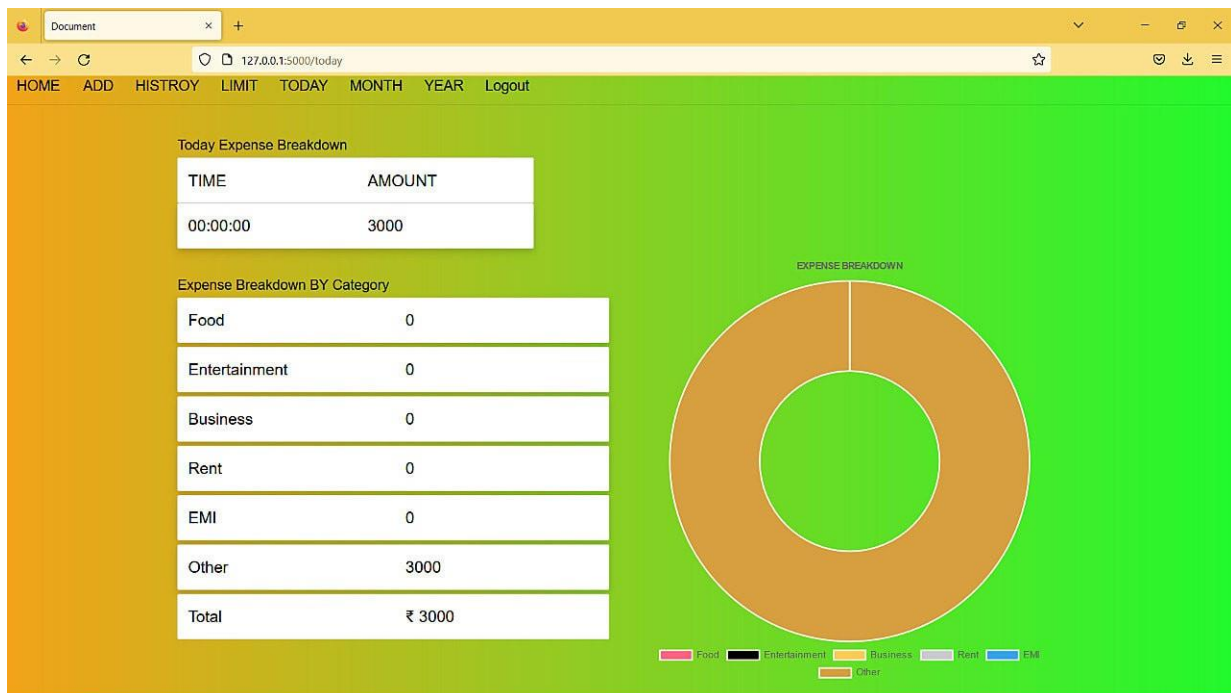 Document
127.0.0.1:5000/today
HOME ADD HISTROY LIMIT TODAY MONTH YEAR Logout
Today Expense Breakdown
TIME AMOUNT
00:00:00 3000
Expense Breakdown BY Category
Food 0
Entertainment 0
Business 0
Rent 0
EMI 0
Other 3000
Total ₹ 3000
EXPENSE BREAKDOWN
Food Entertainment Business Rent EMI
Other